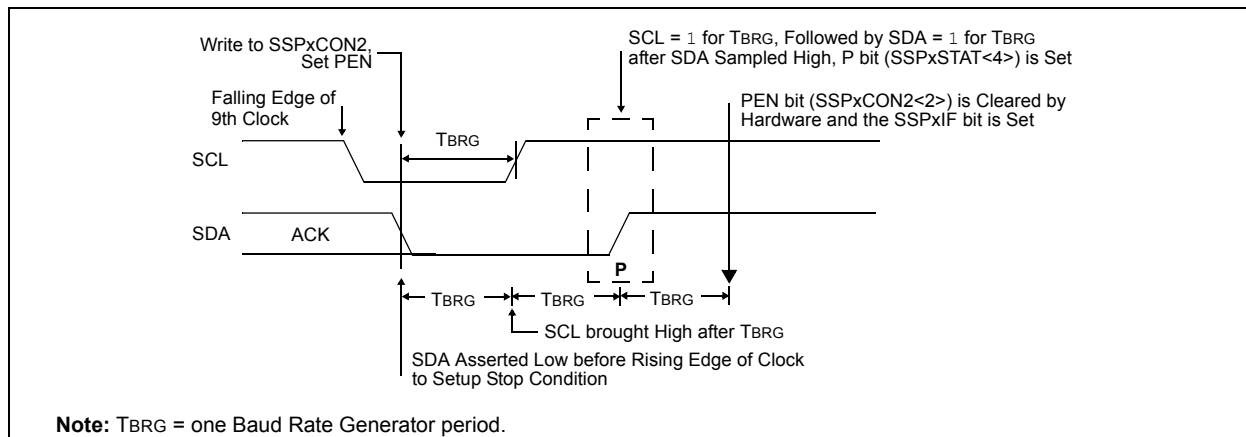 Write to SSPxCON2,
Set PEN
SCL = 1 for TBRG, Followed by SDA = 1 for TBRG
after SDA Sampled High, P bit (SSPxSTAT<4>) is Set
Falling Edge of
9th Clock
PEN bit (SSPxCON2<2>) is Cleared by
Hardware and the SSPxIF bit is Set
TBRG
SCL
SDA
ACK
P
TBRG
TBRG
TBRG
SCL brought High after TBRG
SDA Asserted Low before Rising Edge of Clock
to Setup Stop Condition
Note: TBRG = one Baud Rate Generator period.